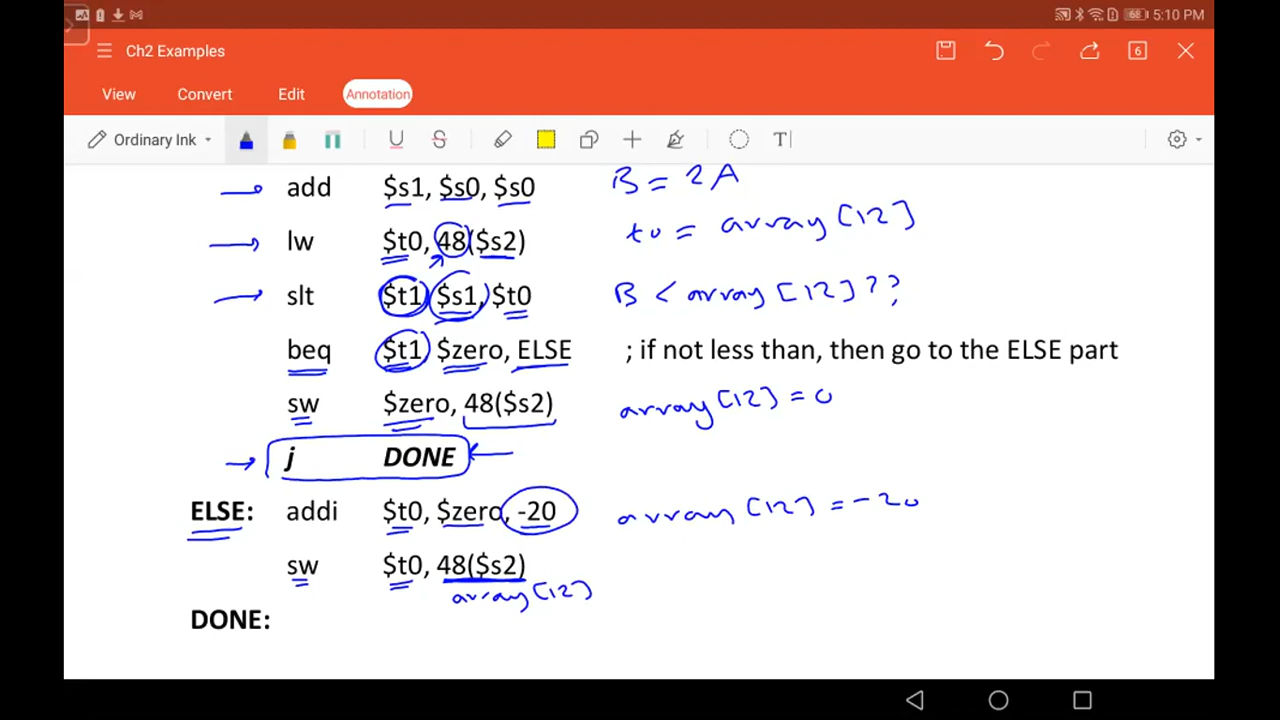 68 5:10 PM
Ch2 Examples 6
View Convert Edit Annotation
Ordinary Ink U S T
add $s1, $s0, $s0 B = 2A
lw $t0, 48($s2) t0 = array[12]
slt $t1, $s1, $t0 B < array[12]??
beq $t1, $zero, ELSE ; if not less than, then go to the ELSE part
sw $zero, 48($s2) array[12] = 0
j DONE
ELSE: addi $t0, $zero, -20 array[12] = -20
sw $t0, 48($s2)
array[12]
DONE: